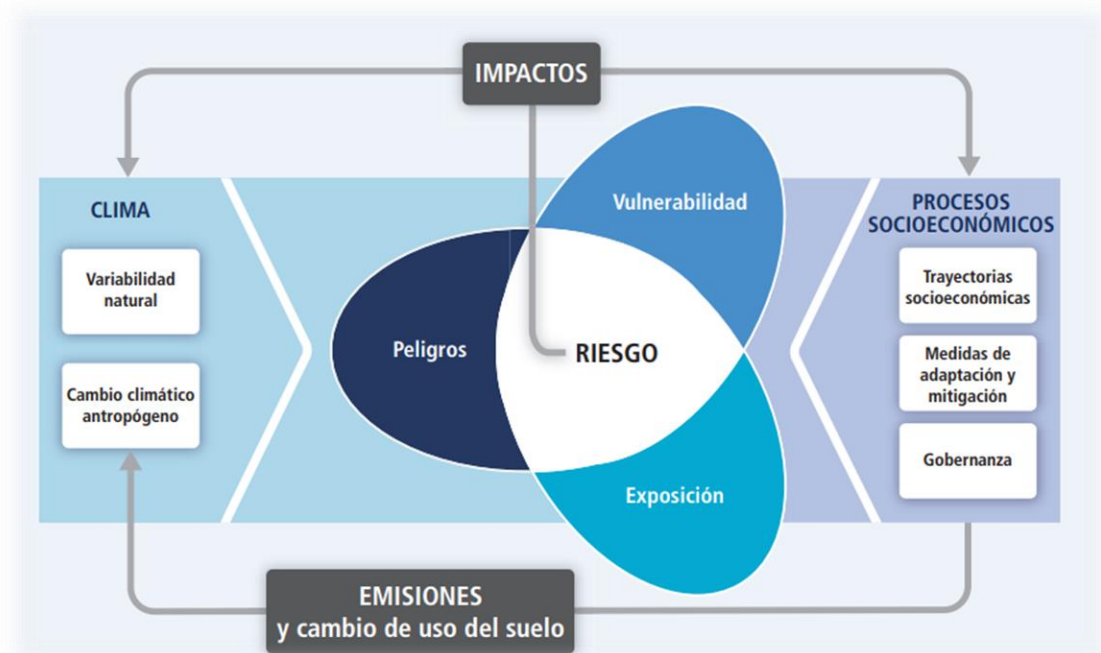 IMPACTOS
CLIMA
Variabilidad
natural
Cambio climático
antropógeno
Vulnerabilidad
Peligros
RIESGO
Exposición
PROCESOS
SOCIOECONÓMICOS
Trayectorias
socioeconómicas
Medidas de
adaptación y
mitigación
Gobernanza
EMISIONES
y cambio de uso del suelo